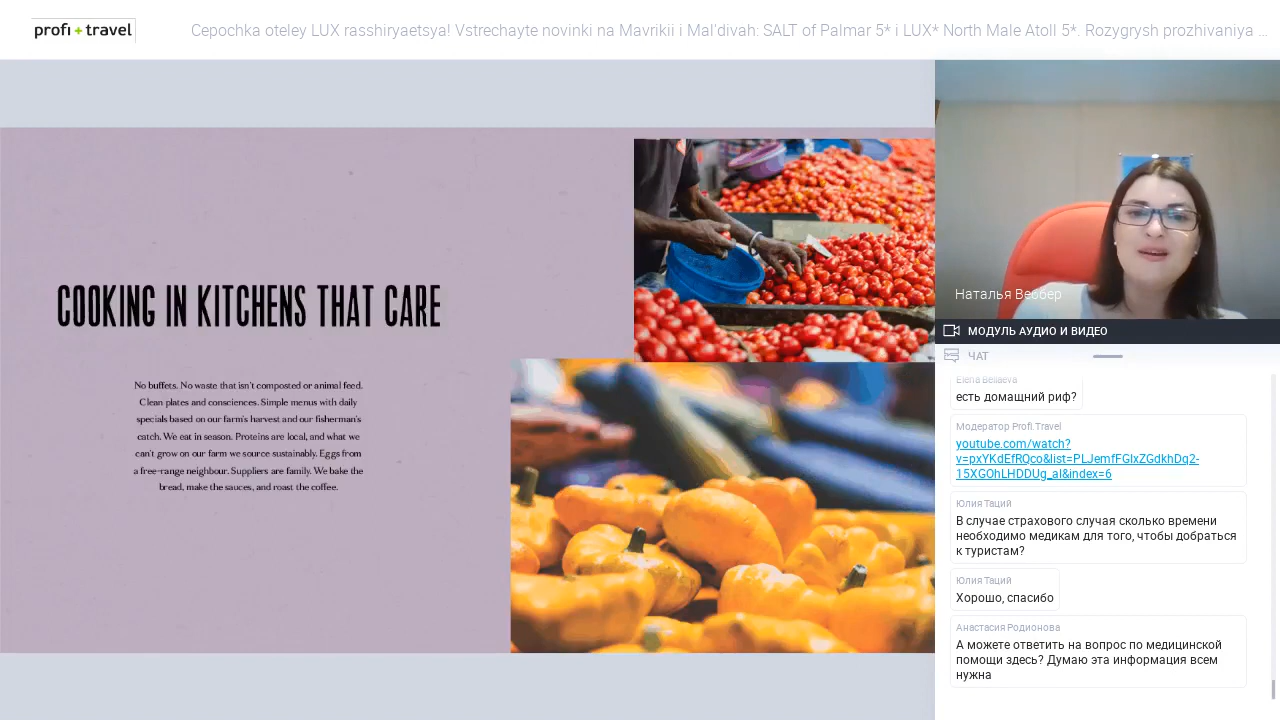 profi + travel
Cepochka oteley LUX rasshiryaetsya! Vstrechayte novinki na Mavrikii i Mal'divah: SALT of Palmar 5* i LUX* North Male Atoll 5*. Rozygrysh prozhivaniya ...
COOKING IN KITCHENS THAT CARE
No buffets. No waste that isn't composted or animal feed.
Clean plates and consciences. Simple menus with daily
specials based on our farm's harvest and our fisherman's
catch. We eat in season. Proteins are local, and what we
can't grow on our farm we source sustainably. Eggs from
a free-range neighbour. Suppliers are family. We bake the
bread, make the sauces, and roast the coffee.
Наталья Веббер
МОДУЛЬ АУДИО И ВИДЕО
ЧАТ
Elena Beliaeva
есть домащний риф?
Модератор Profi.Travel
youtube.com/watch?
v=pxYKdEfRQco&list=PLJemfFGIxZGdkhDq2-
15XGOhLHDDUg_al&index=6
Юлия Таций
В случае страхового случая сколько времени
необходимо медикам для того, чтобы добраться
к туристам?
Юлия Таций
Хорошо, спасибо
Анастасия Родионова
А можете ответить на вопрос по медицинской
помощи здесь? Думаю эта информация всем
нужна